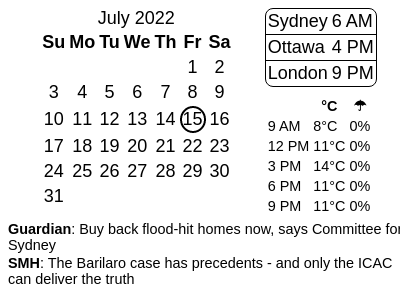 July 2022
Su Mo Tu We Th Fr Sa
1 2
3 4 5 6 7 8 9
10 11 12 13 14 15 16
17 18 19 20 21 22 23
24 25 26 27 28 29 30
31
Sydney 6 AM
Ottawa 4 PM
London 9 PM
°C ☂
9 AM 8°C 0%
12 PM 11°C 0%
3 PM 14°C 0%
6 PM 11°C 0%
9 PM 11°C 0%
Guardian: Buy back flood-hit homes now, says Committee for
Sydney
SMH: The Barilaro case has precedents - and only the ICAC
can deliver the truth